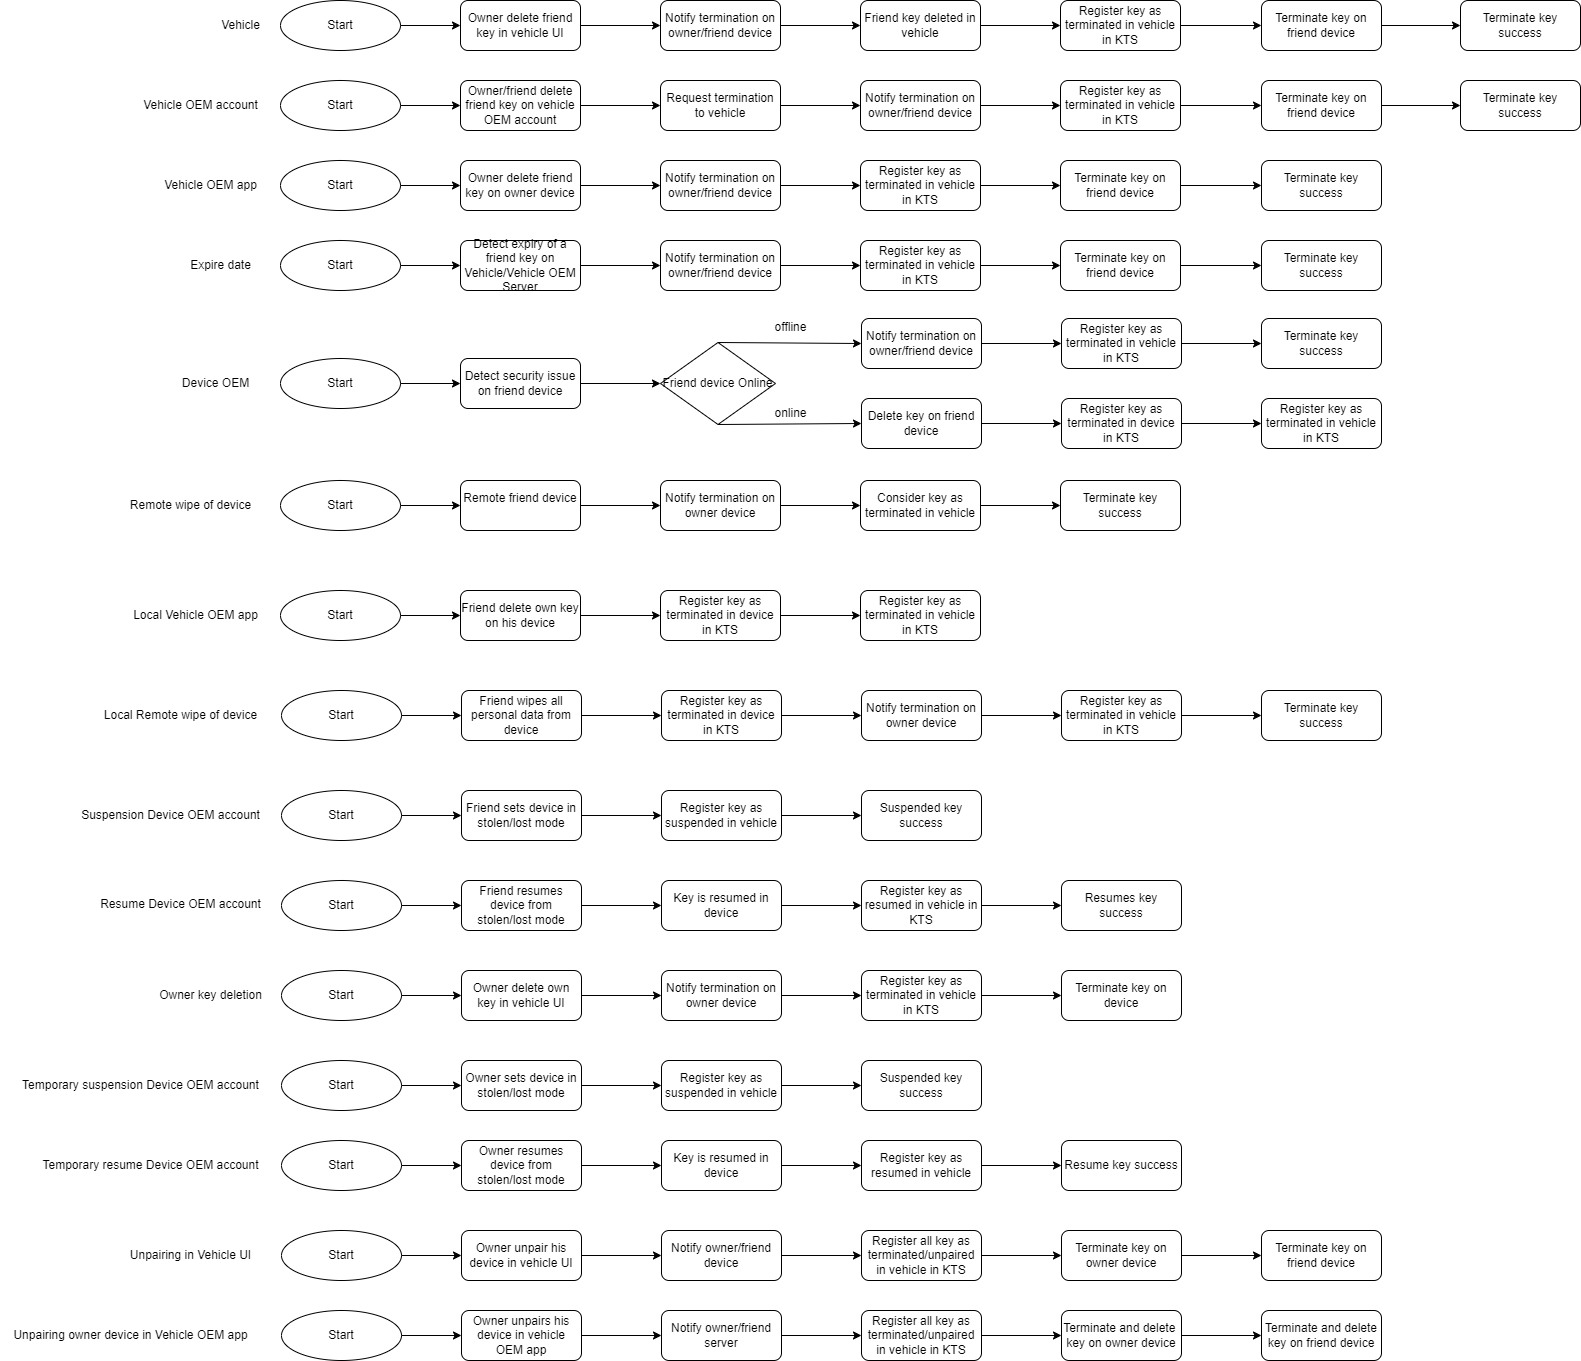 Vehicle
Start
Owner delete friend
key in vehicle UI
Notify termination on
owner/friend device
Friend key deleted in
vehicle
Register key as
terminated in vehicle
in KTS
Terminate key on
friend device
Terminate key
success
Vehicle OEM account
Start
Owner/friend delete
friend key on vehicle
OEM account
Request termination
to vehicle
Notify termination on
owner/friend device
Register key as
terminated in vehicle
in KTS
Terminate key on
friend device
Terminate key
success
Vehicle OEM app
Start
Owner delete friend
key on owner device
Notify termination on
owner/friend device
Register key as
terminated in vehicle
in KTS
Terminate key on
friend device
Terminate key
success
Expire date
Start
Detect expiry of a
friend key on
Vehicle/Vehicle OEM
Server
Notify termination on
owner/friend device
Register key as
terminated in vehicle
in KTS
Terminate key on
friend device
Terminate key
success
Device OEM
Start
Detect security issue
on friend device
Friend device Online
offline
Notify termination on
owner/friend device
Register key as
terminated in vehicle
in KTS
Terminate key
success
online
Delete key on friend
device
Register key as
terminated in device
in KTS
Register key as
terminated in vehicle
in KTS
Remote wipe of device
Start
Remote friend device
Notify termination on
owner device
Consider key as
terminated in vehicle
Terminate key
success
Local Vehicle OEM app
Start
Friend delete own key
on his device
Register key as
terminated in device
in KTS
Register key as
terminated in vehicle
in KTS
Local Remote wipe of device
Start
Friend wipes all
personal data from
device
Register key as
terminated in device
in KTS
Notify termination on
owner device
Register key as
terminated in vehicle
in KTS
Terminate key
success
Suspension Device OEM account
Start
Friend sets device in
stolen/lost mode
Register key as
suspended in vehicle
Suspended key
success
Resume Device OEM account
Start
Friend resumes
device from
stolen/lost mode
Key is resumed in
device
Register key as
resumed in vehicle in
KTS
Resumes key
success
Owner key deletion
Start
Owner delete own
key in vehicle UI
Notify termination on
owner device
Register key as
terminated in vehicle
in KTS
Terminate key on
device
Temporary suspension Device OEM account
Start
Owner sets device in
stolen/lost mode
Register key as
suspended in vehicle
Suspended key
success
Temporary resume Device OEM account
Start
Owner resumes
device from
stolen/lost mode
Key is resumed in
device
Register key as
resumed in vehicle
Resume key success
Unpairing in Vehicle UI
Start
Owner unpair his
device in vehicle UI
Notify owner/friend
device
Register all key as
terminated/unpaired
in vehicle in KTS
Terminate key on
owner device
Terminate key on
friend device
Unpairing owner device in Vehicle OEM app
Start
Owner unpairs his
device in vehicle
OEM app
Notify owner/friend
server
Register all key as
terminated/unpaired
in vehicle in KTS
Terminate and delete
key on owner device
Terminate and delete
key on friend device